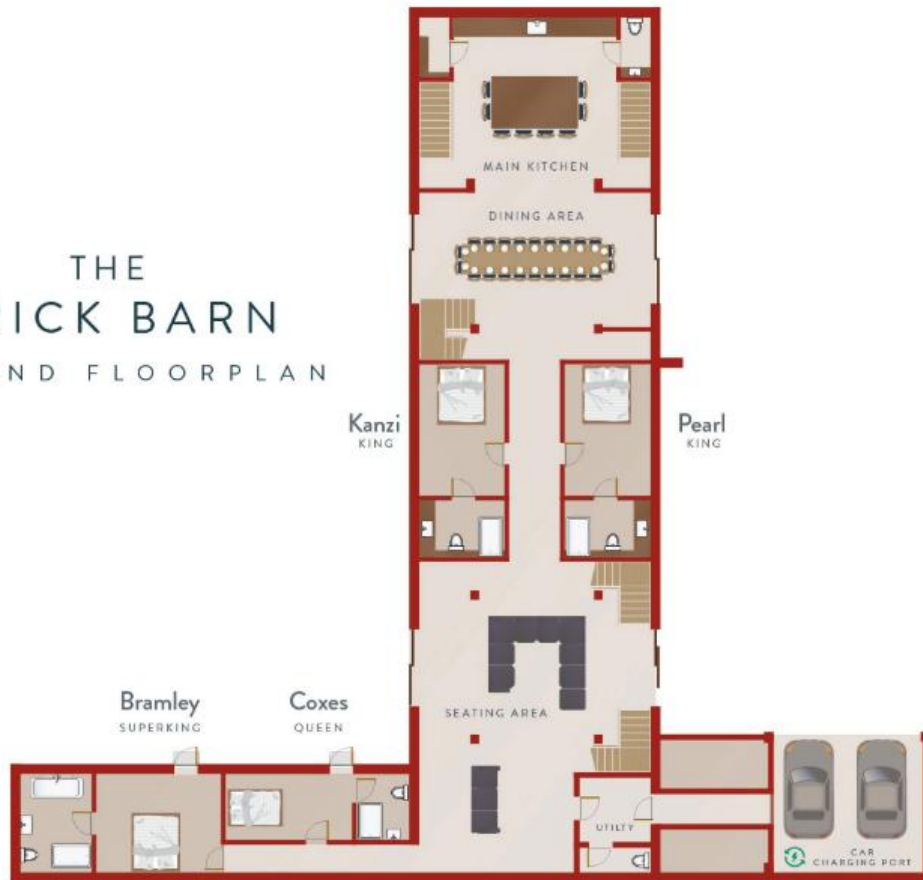 THE
ICK BARN
ND FLOORPLAN
MAIN KITCHEN
DINING AREA
Kanzi
KING
Pearl
KING
Bramley
SUPERKING
Coxes
QUEEN
SEATING AREA
UTILTY
CAR
CHARGING PORT